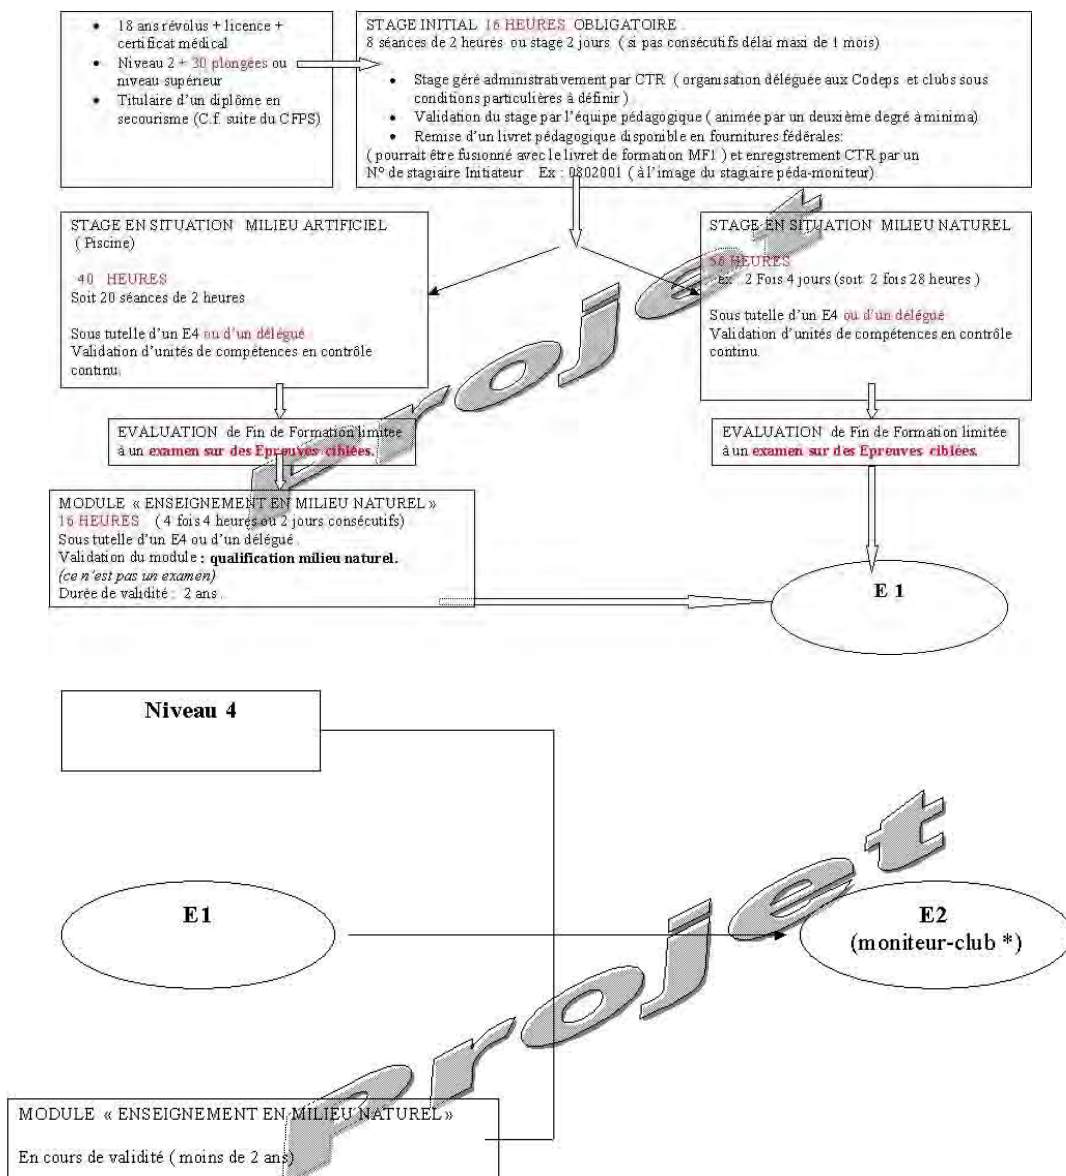 • 18 ans révolus + licence +
certificat médical
• Niveau 2 + 30 plongées ou
niveau supérieur
• Titulaire d'un diplôme en
secourisme (C.f. suite du CFPS)
STAGE INITIAL 16 HEURES OBLIGATOIRE
8 séances de 2 heures ou stage 2 jours ( si pas consécutifs délai maxi de 1 mois)
• Stage géré administrativement par CTR ( organisation déléguée aux Codeps et clubs sous
conditions particulières à définir )
• Validation du stage par l'équipe pédagogique ( animée par un deuxième degré à minima)
• Remise d'un livret pédagogique disponible en fournitures fédérales:
( pourrait être fusionné avec le livret de formation MF1 ) et enregistrement CTR par un
N° de stagiaire Initiateur Ex : 0802001 ( à l'image du stagiaire péda-moniteur)
STAGE EN SITUATION MILIEU ARTIFICIEL
( Piscine)
40 HEURES
Soit 20 séances de 2 heures
Sous tutelle d'un E4 ou d'un délégué
Validation d'unités de compétences en contrôle
continu.
STAGE EN SITUATION MILIEU NATUREL
56 HEURES
ex : 2 Fois 4 jours (soit 2 fois 28 heures )
Sous tutelle d'un E4 ou d'un délégué
Validation d'unités de compétences en contrôle
continu.
EVALUATION de Fin de Formation limitée
à un examen sur des Epreuves ciblées.
EVALUATION de Fin de Formation limitée
à un examen sur des Epreuves ciblées.
MODULE « ENSEIGNEMENT EN MILIEU NATUREL »
16 HEURES ( 4 fois 4 heures ou 2 jours consécutifs)
Sous tutelle d'un E4 ou d'un délégué
Validation du module : qualification milieu naturel.
(ce n'est pas un examen)
Durée de validité : 2 ans .
E 1
Projet
Niveau 4
E1
E2
(moniteur-club *)
Projet
MODULE « ENSEIGNEMENT EN MILIEU NATUREL »
En cours de validité ( moins de 2 ans)